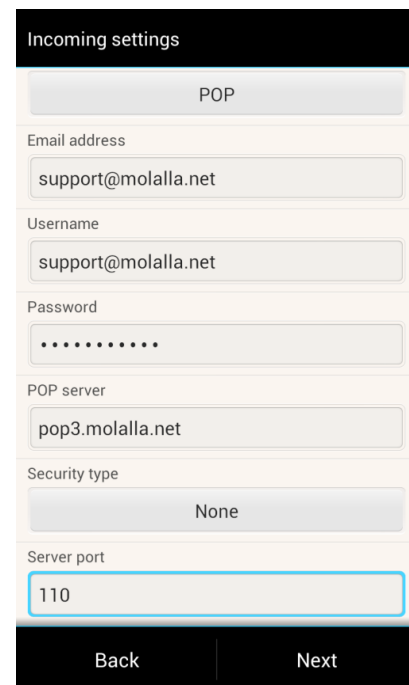 Incoming settings
POP
Email address
support@molalla.net
Username
support@molalla.net
Password
•••••••••••
POP server
pop3.molalla.net
Security type
None
Server port
110
Back
Next